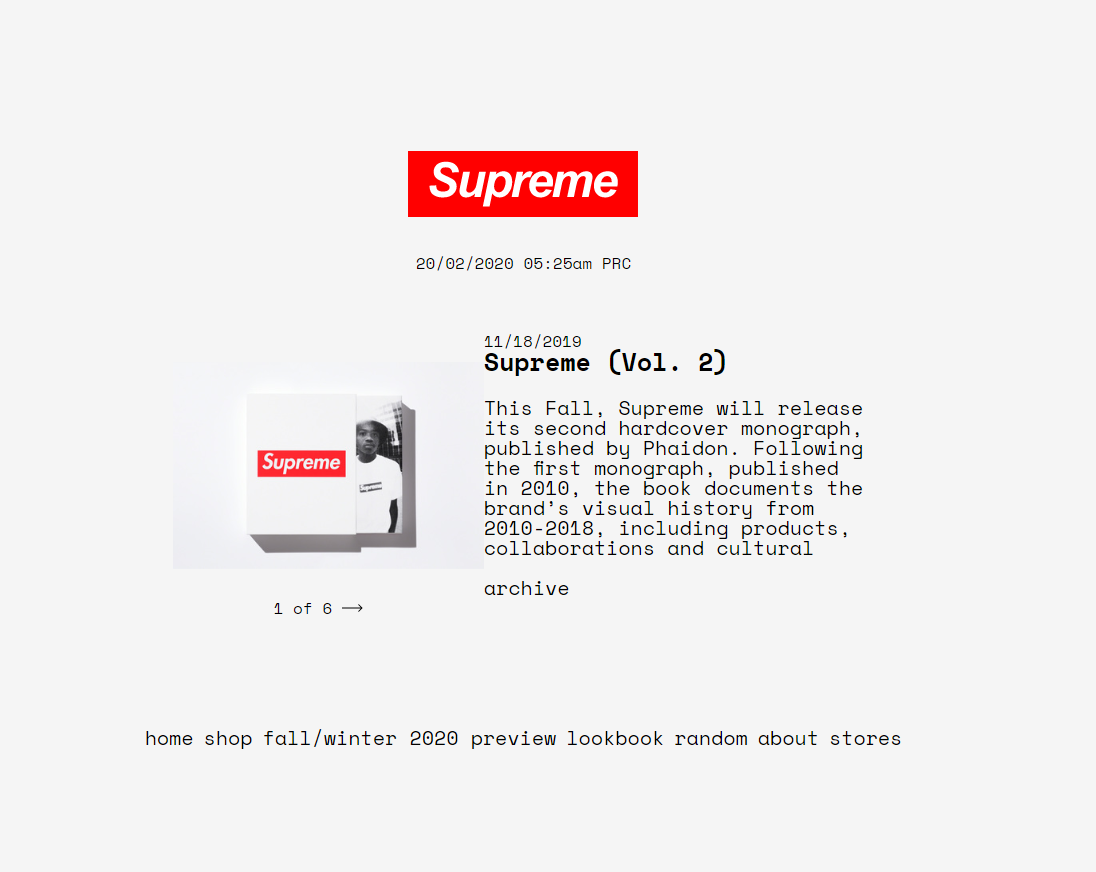 Supreme
20/02/2020 05:25am PRC
11/18/2019
Supreme (Vol. 2)
This Fall, Supreme will release
its second hardcover monograph,
published by Phaidon. Following
the first monograph, published
in 2010, the book documents the
brand's visual history from
2010-2018, including products,
collaborations and cultural
archive
Supreme
1 of 6 →
home shop fall/winter 2020 preview lookbook random about stores